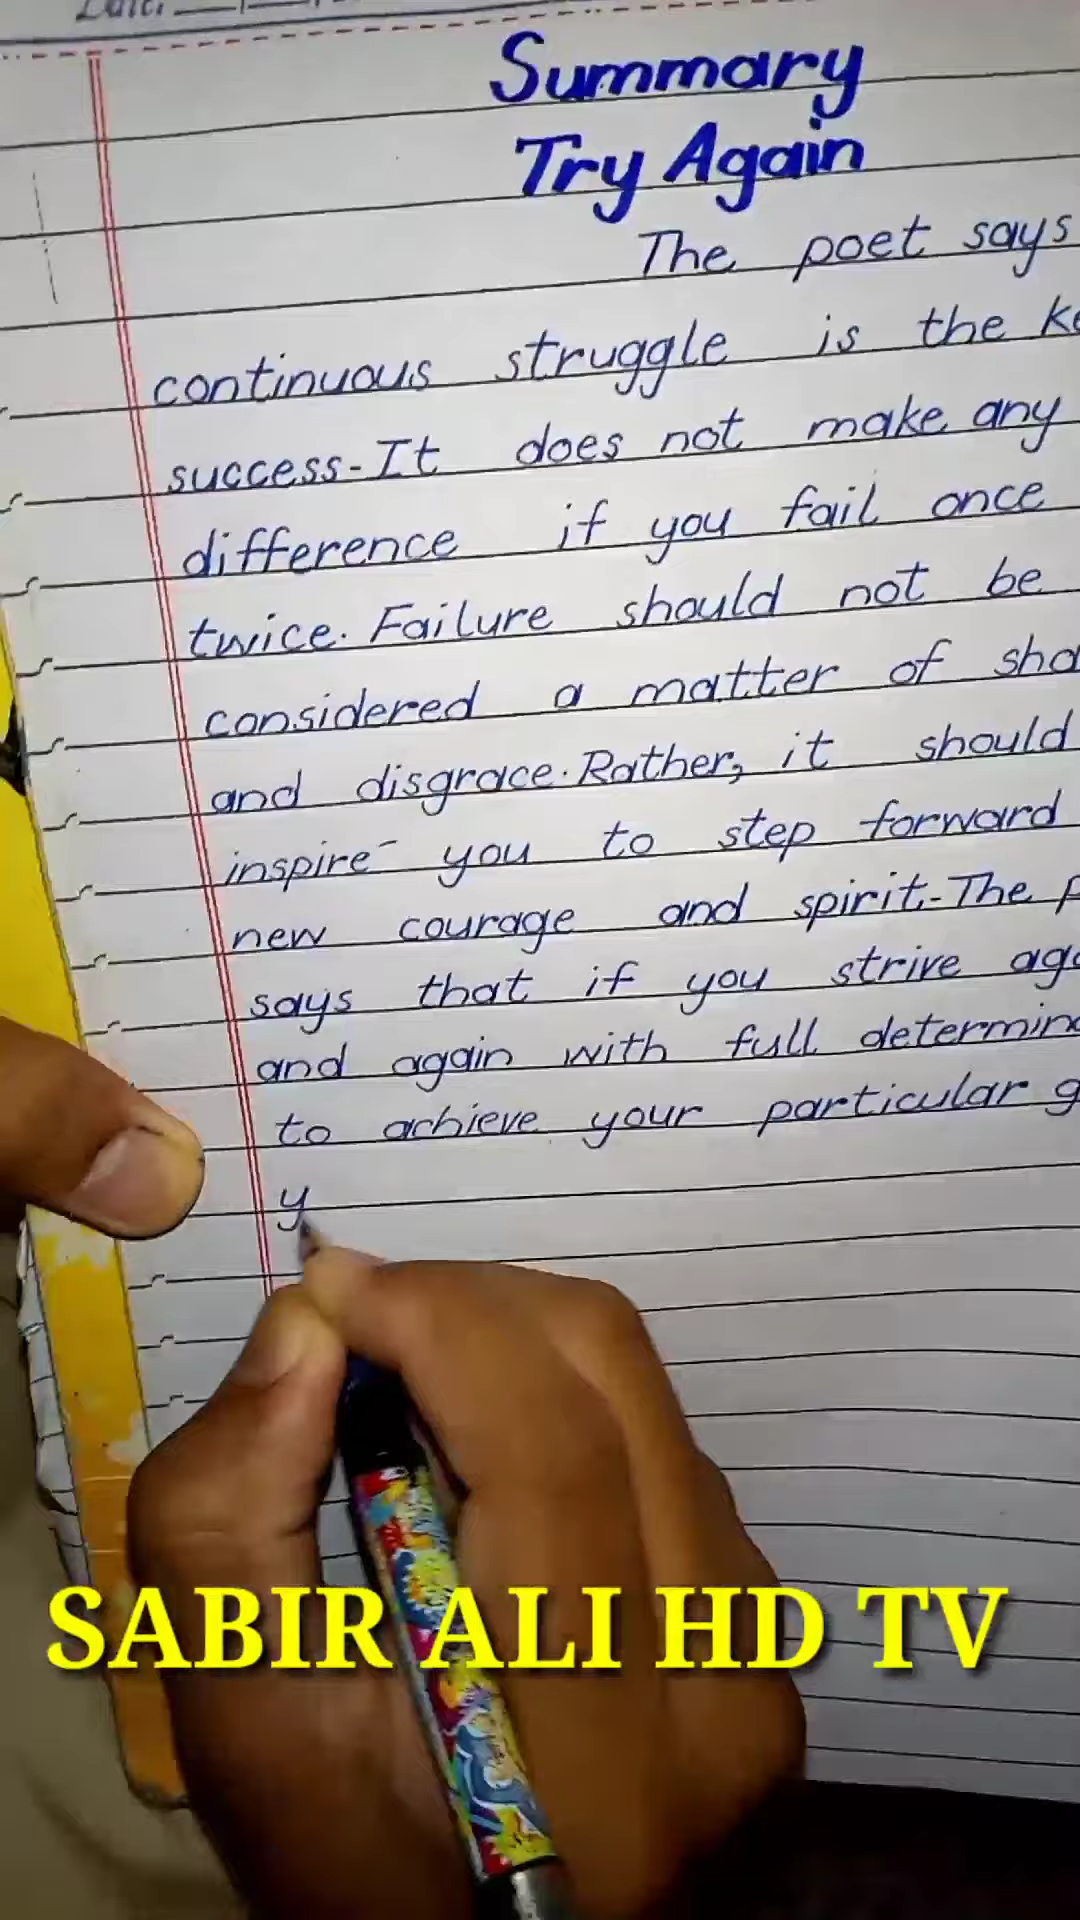 Date:
Summary
Try Again
The poet says
continuous struggle is the
success-It does not make any
difference if you fail once
twice. Failure should not be
considered a matter of
and disgrace. Rather, it should
inspire you to step forward
new courage and spirit.-The
says that if you strive
and again with full
to achieve your particular
y
SABIR ALI HD TV